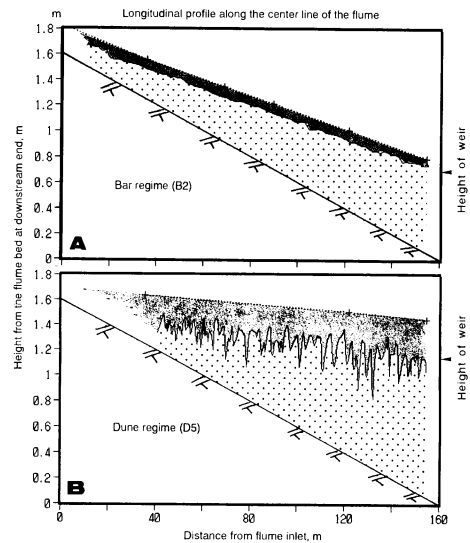 m
Longitudinal profile along the center line of the flume
1.8
1.6
1.4
1.2
1
0.8
0.6
0.4
0.2
0
Bar regime (B2)
A
Height of weir
Height from the flume bed at downstream end, m
1.8
1.6
1.4
1.2
1
0.8
0.6
0.4
0.2
0
Dune regime (D5)
B
Height of weir
0 40 80 120 160
Distance from flume inlet, m